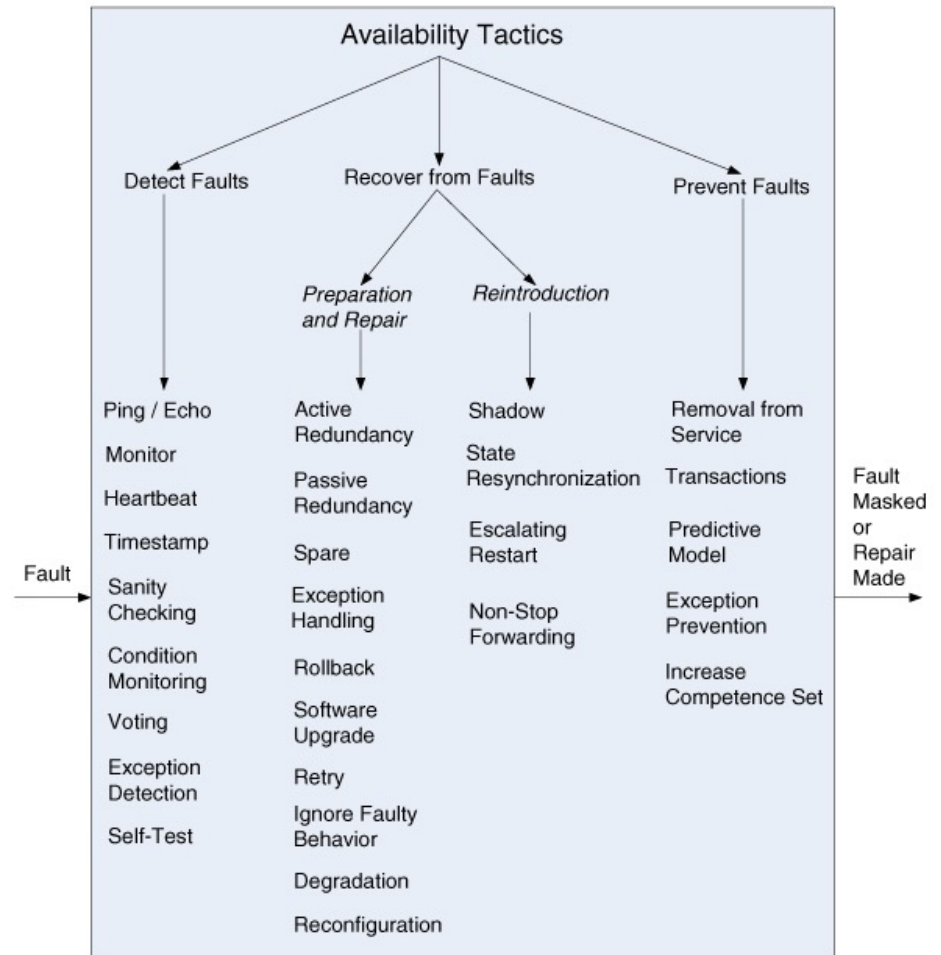 Availability Tactics
Detect Faults
Recover from Faults
Prevent Faults
Preparation
and Repair
Reintroduction
Fault
Ping / Echo
Monitor
Heartbeat
Timestamp
Sanity
Checking
Condition
Monitoring
Voting
Exception
Detection
Self-Test
Active
Redundancy
Passive
Redundancy
Spare
Exception
Handling
Rollback
Software
Upgrade
Retry
Ignore Faulty
Behavior
Degradation
Reconfiguration
Shadow
State
Resynchronization
Escalating
Restart
Non-Stop
Forwarding
Removal from
Service
Transactions
Predictive
Model
Exception
Prevention
Increase
Competence Set
Fault
Masked
or
Repair
Made